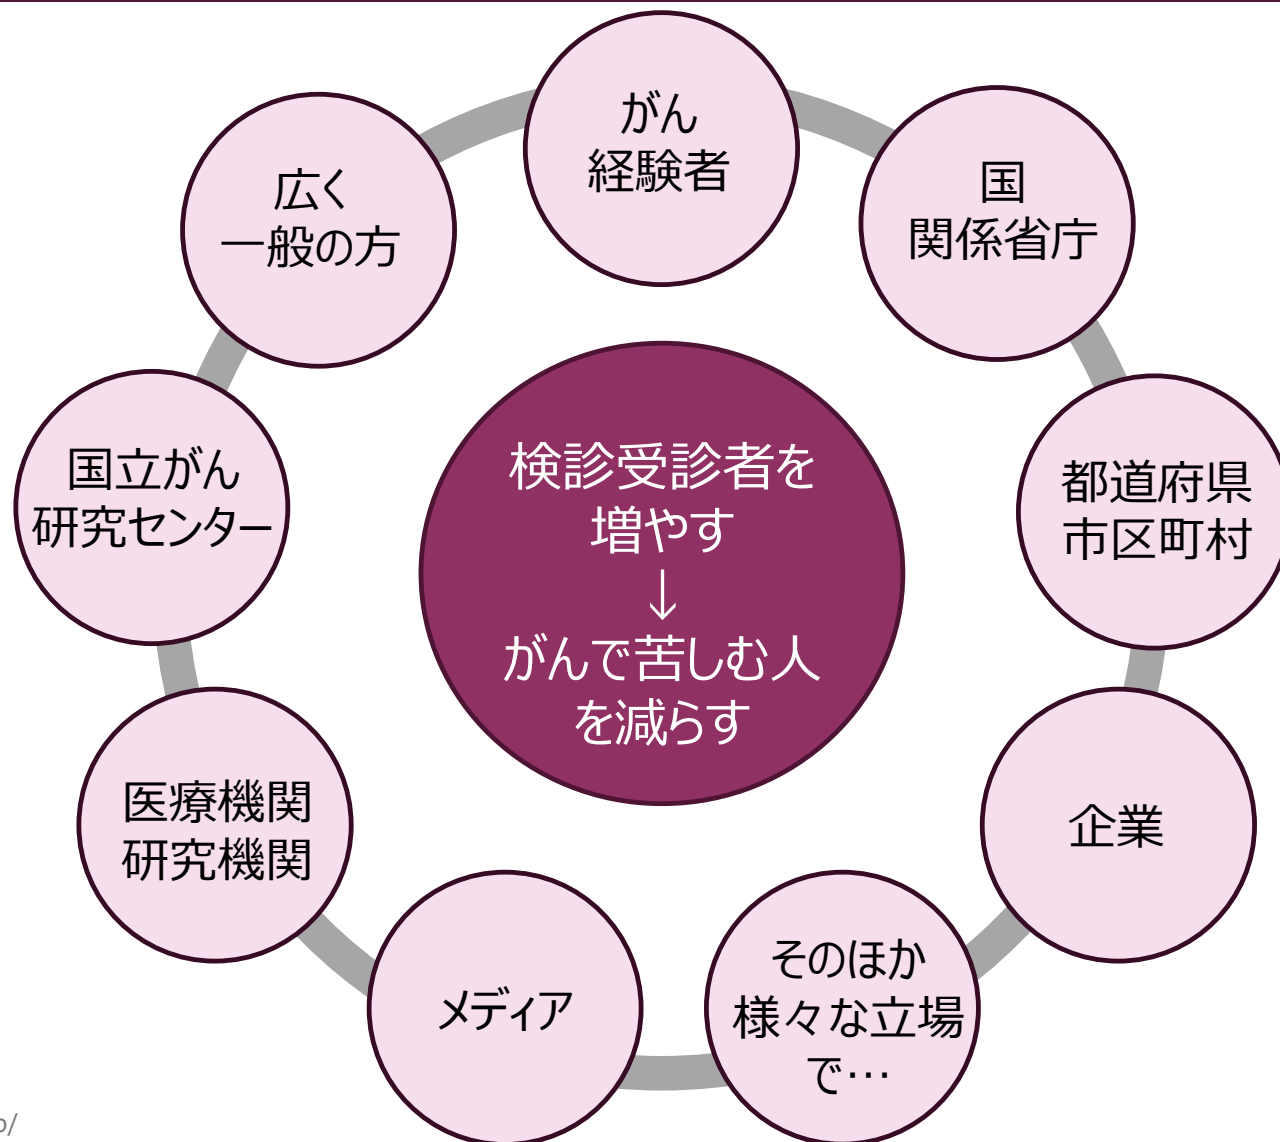 がん
経験者
国
関係省庁
都道府県
市区町村
企業
そのほか
様々な立場
で…
メディア
医療機関
研究機関
国立がん
研究センター
広く
一般の方
検診受診者を
増やす
↓
がんで苦しむ人
を減らす